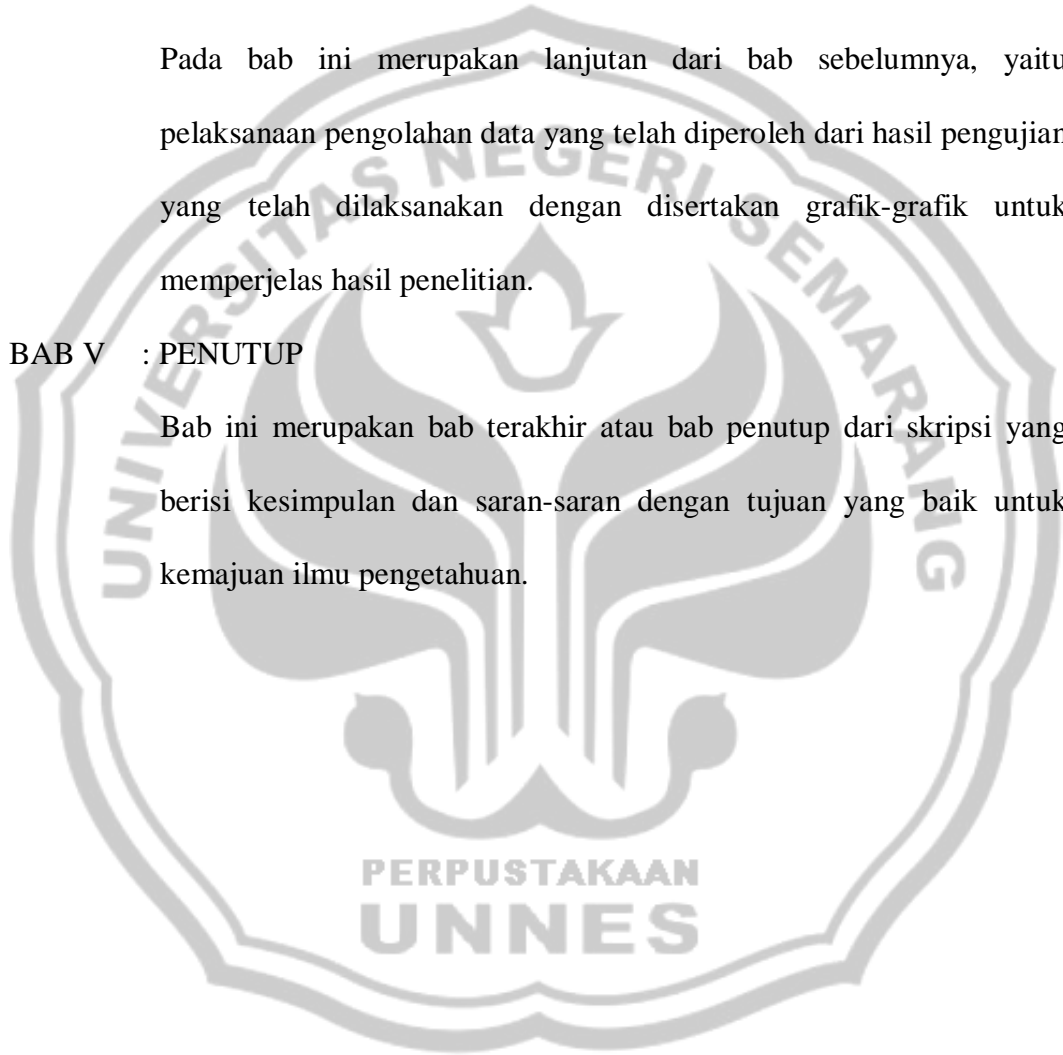 Pada bab ini merupakan lanjutan dari bab sebelumnya, yaitu
pelaksanaan pengolahan data yang telah diperoleh dari hasil pengujian
yang telah dilaksanakan dengan disertakan grafik-grafik untuk
memperjelas hasil penelitian.
BAB V : PENUTUP
Bab ini merupakan bab terakhir atau bab penutup dari skripsi yang
berisi kesimpulan dan saran-saran dengan tujuan yang baik untuk
kemajuan ilmu pengetahuan.
UNIVERSITAS NEGERI SEMARANG
PERPUSTAKAAN
UNNES